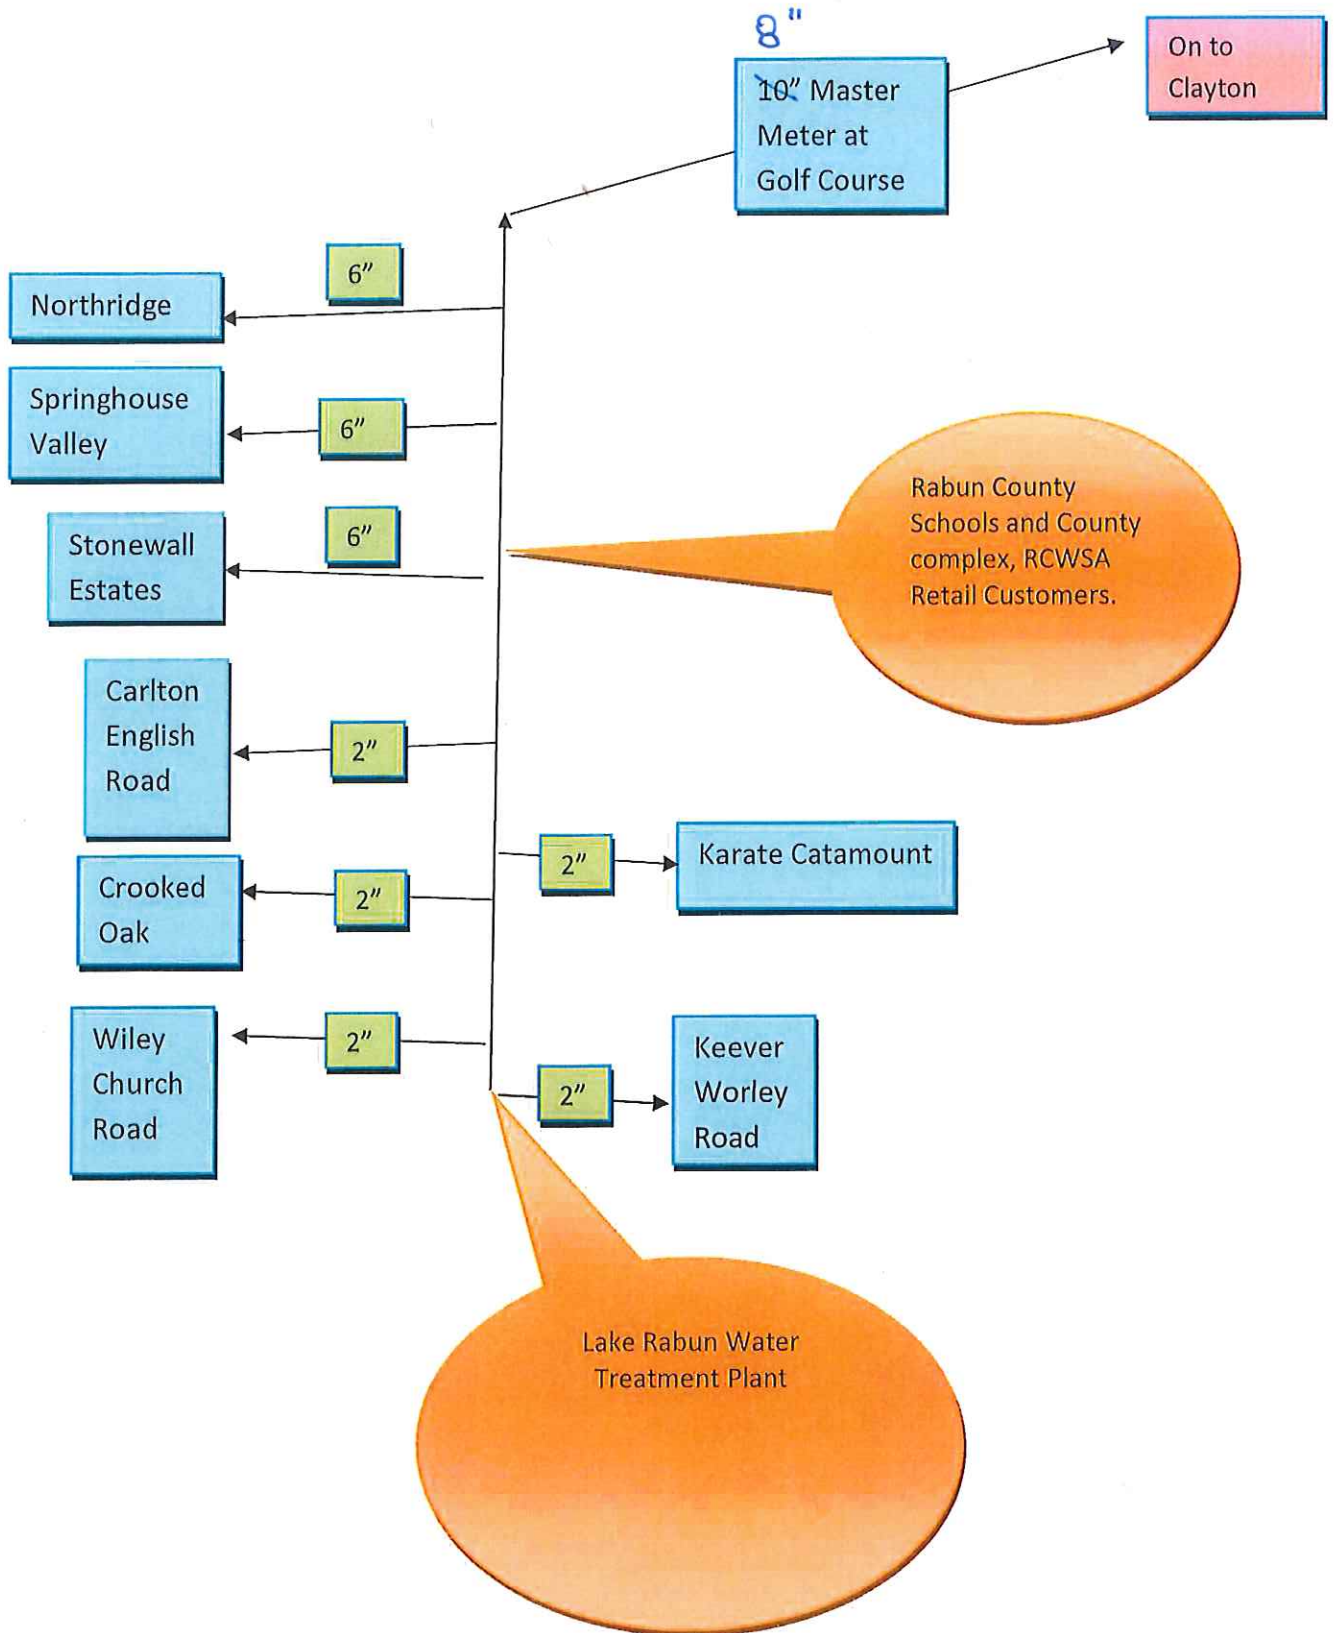 8"
10" Master
Meter at
Golf Course
On to
Clayton
6"
Northridge
Springhouse
Valley
6"
Stonewall
Estates
6"
Rabun County
Schools and County
complex, RCWSA
Retail Customers.
Carlton
English
Road
2"
2"
Karate Catamount
Crooked
Oak
2"
Wiley
Church
Road
2"
2"
Keever
Worley
Road
Lake Rabun Water
Treatment Plant